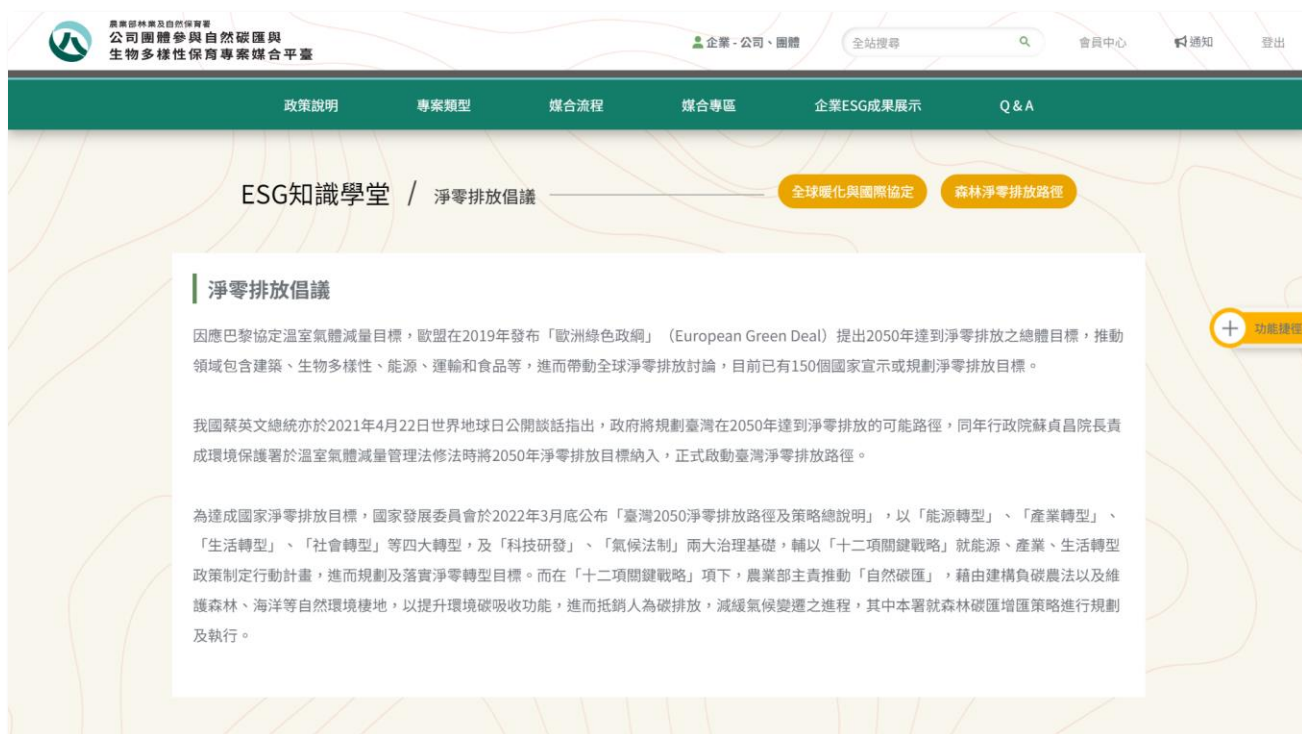 農業部林業及自然保育署
公司團體參與自然碳匯與
生物多樣性保育專案媒合平臺
企業 - 公司、團體
全站搜尋
會員中心
通知
登出
政策說明
專案類型
媒合流程
媒合專區
企業ESG成果展示
Q & A
ESG知識學堂 / 淨零排放倡議
全球暖化與國際協定
森林淨零排放路徑
淨零排放倡議
因應巴黎協定溫室氣體減量目標，歐盟在2019年發布「歐洲綠色政綱」（European Green Deal）提出2050年達到淨零排放之總體目標，推動
領域包含建築、生物多樣性、能源、運輸和食品等，進而帶動全球淨零排放討論，目前已有150個國家宣示或規劃淨零排放目標。
我國蔡英文總統亦於2021年4月22日世界地球日公開談話指出，政府將規劃臺灣在2050年達到淨零排放的可能路徑，同年行政院蘇貞昌院長責
成環境保護署於溫室氣體減量管理法修法時將2050年淨零排放目標納入，正式啟動臺灣淨零排放路徑。
為達成國家淨零排放目標，國家發展委員會於2022年3月底公布「臺灣2050淨零排放路徑及策略總說明」，以「能源轉型」、「產業轉型」、
「生活轉型」、「社會轉型」等四大轉型，及「科技研發」、「氣候法制」兩大治理基礎，輔以「十二項關鍵戰略」就能源、產業、生活轉型
政策制定行動計畫，進而規劃及落實淨零轉型目標。而在「十二項關鍵戰略」項下，農業部主責推動「自然碳匯」，藉由建構負碳農法以及維
護森林、海洋等自然環境棲地，以提升環境碳吸收功能，進而抵銷人為碳排放，減緩氣候變遷之進程，其中本署就森林碳匯增匯策略進行規劃
及執行。
功能捷徑